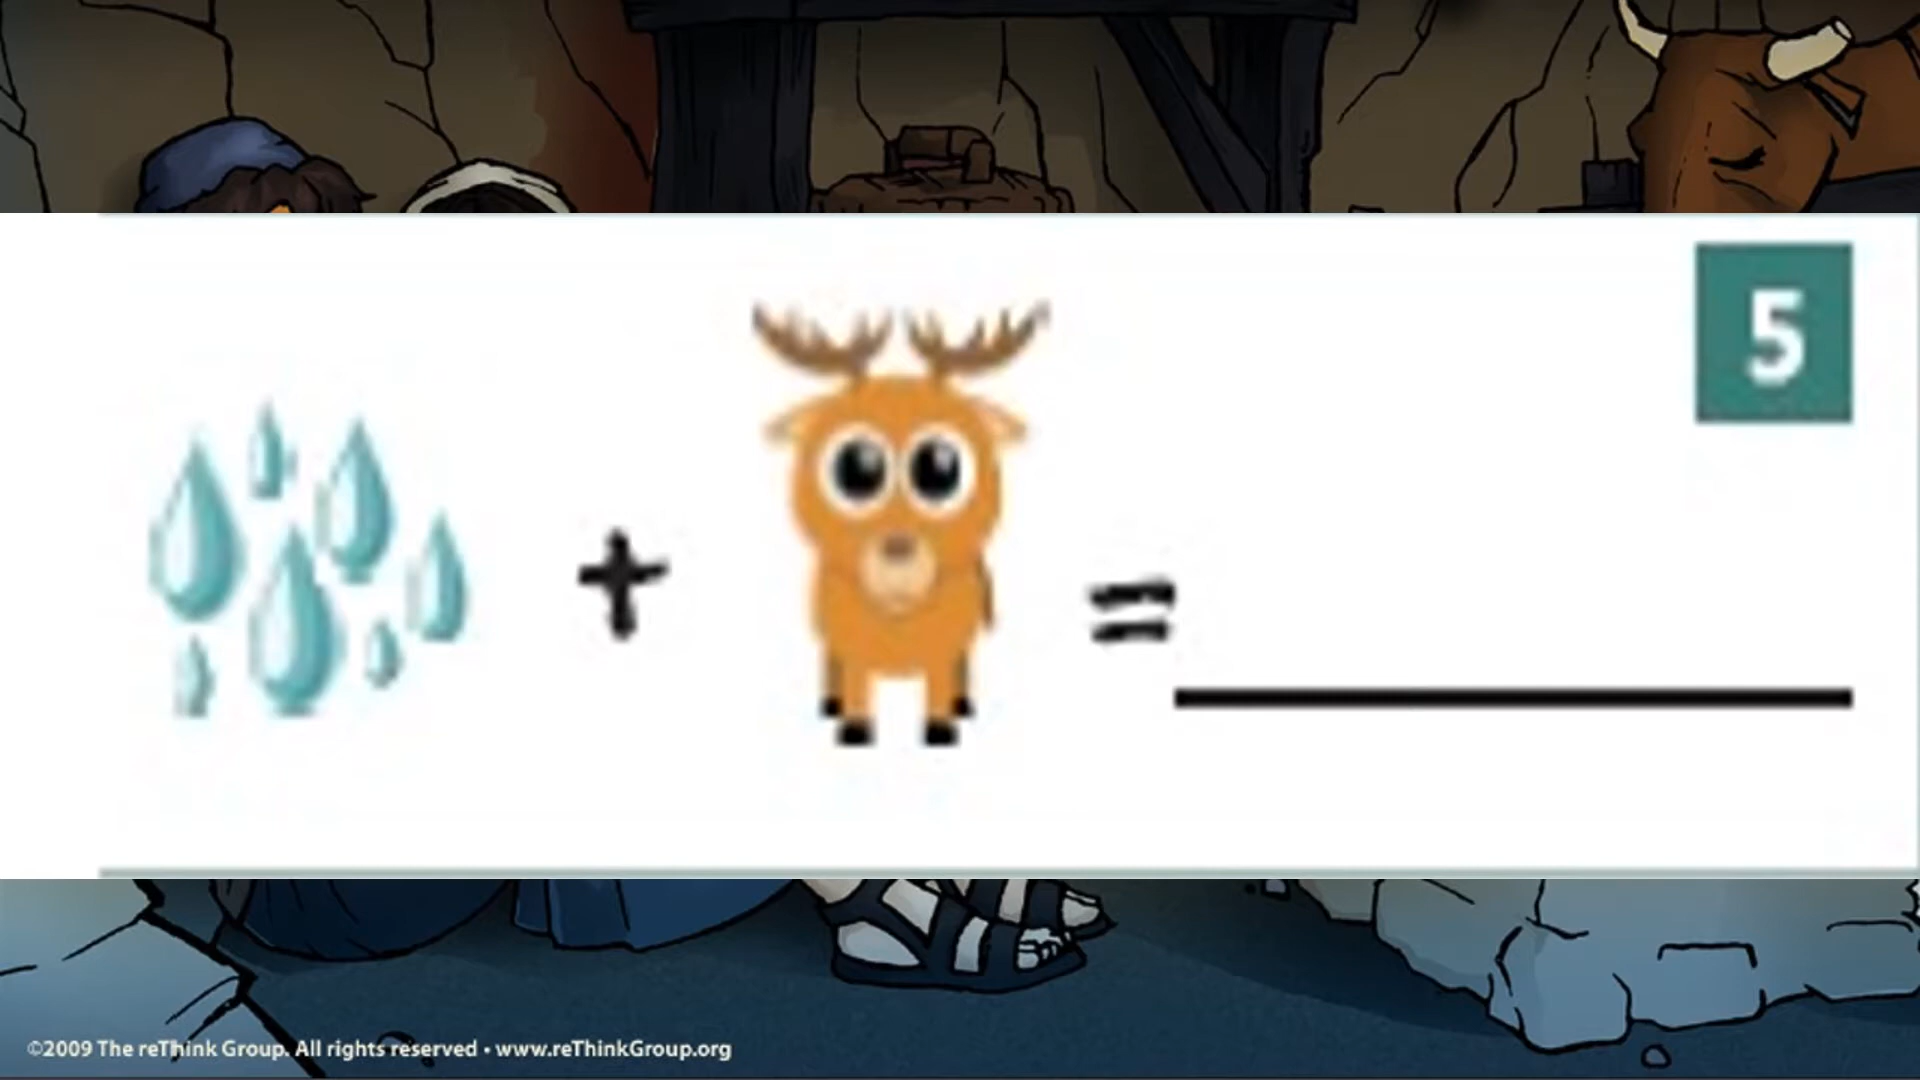 5
+ =
©2009 The reThink Group. All rights reserved • www.reThinkGroup.org